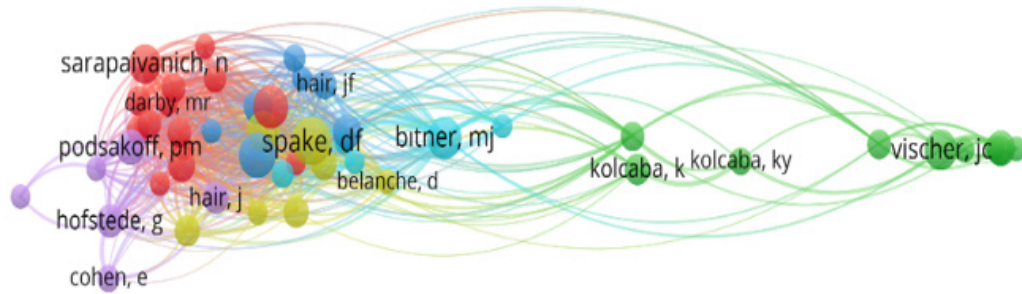 sarapaivanich, n
hair, jf
darby, mr
podsakoff, pm
spake, df
bitner, mj
kolcaba, k
kolcaba, ky
vischer, jc
belanche, d
hair, j
hofstede, g
cohen, e